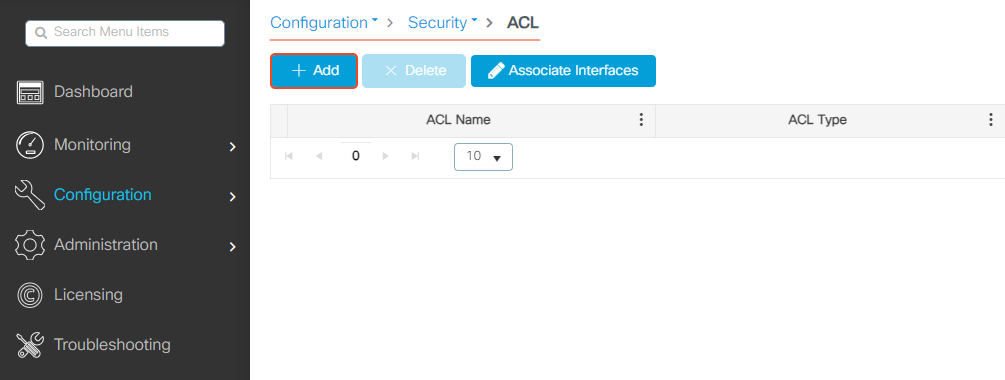 Search Menu Items
Dashboard
Monitoring
Configuration
Administration
Licensing
Troubleshooting
Configuration > Security > ACL
Add Delete Associate Interfaces
ACL Name ACL Type
0 10